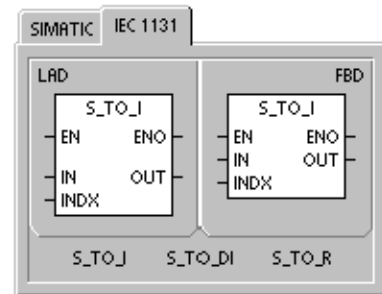 SIMATIC IEC 1131
LAD FBD
S_TO_I S_TO_I
EN ENO EN ENO
IN OUT IN OUT
INDX INDX
S_TO_I S_TO_DI S_TO_R